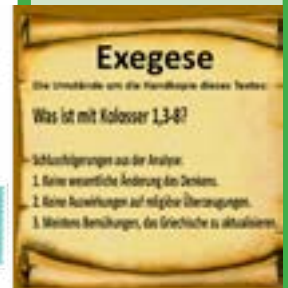 Exegese
Die Umstände um die Handkopie dieses Textes:
Was ist mit Kolosser 1,3-8?
Schlussfolgerungen aus der Analyse:
1. Keine wesentliche Änderung des Denkens.
2. Keine Auswirkungen auf religiöse Überzeugungen.
3. Meistens Bemühungen, das Griechische zu aktualisieren.